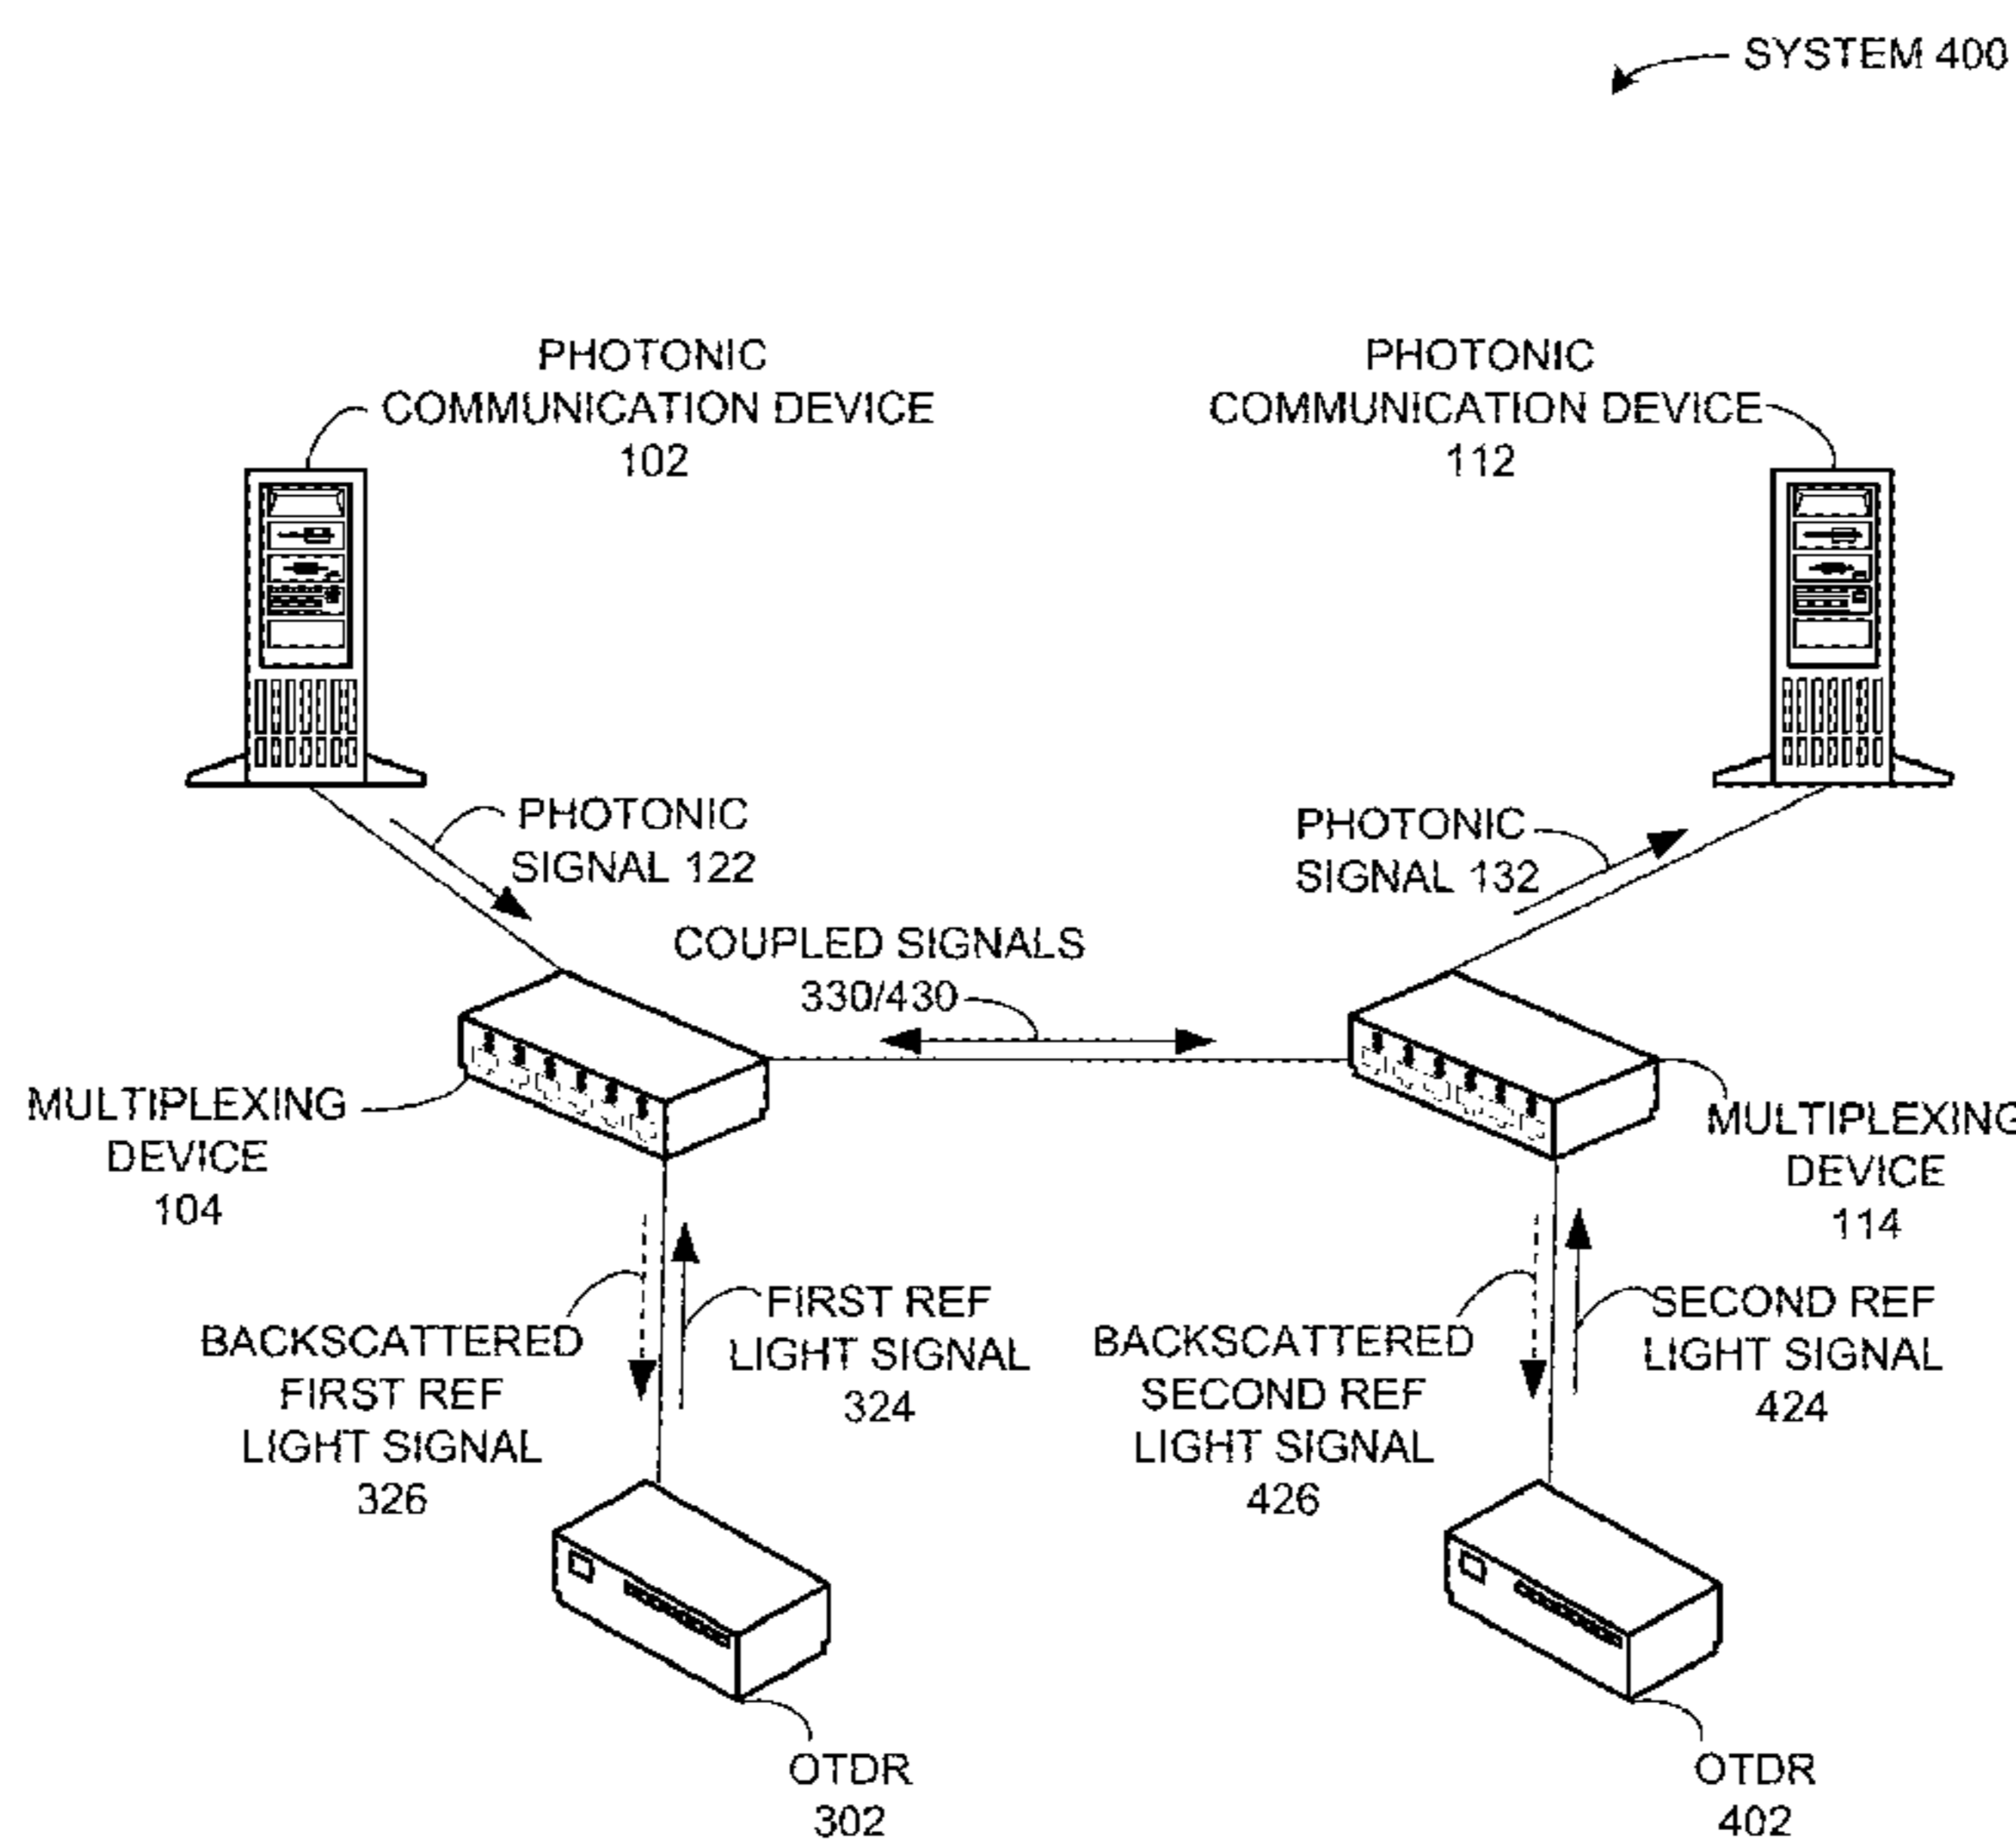 SYSTEM 400
PHOTONIC
COMMUNICATION DEVICE
102
PHOTONIC
COMMUNICATION DEVICE
112
PHOTONIC
SIGNAL 122
PHOTONIC
SIGNAL 132
COUPLED SIGNALS
330/430
MULTIPLEXING
DEVICE
104
MULTIPLEXING
DEVICE
114
BACKSCATTERED
FIRST REF
LIGHT SIGNAL
326
FIRST REF
LIGHT SIGNAL
324
BACKSCATTERED
SECOND REF
LIGHT SIGNAL
426
SECOND REF
LIGHT SIGNAL
424
OTDR
302
OTDR
402